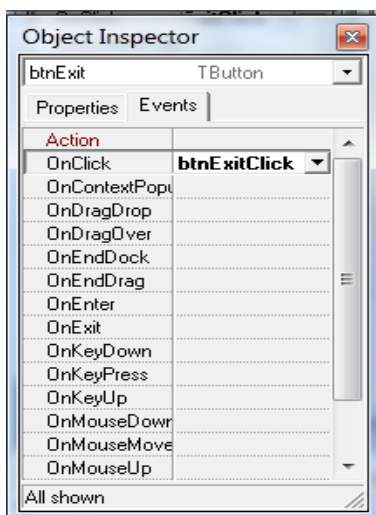 Object Inspector
btnExit TButton
Properties Events
Action
OnClick btnExitClick
OnContextPopu
OnDragDrop
OnDragOver
OnEndDock
OnEndDrag
OnEnter
OnExit
OnKeyDown
OnKeyPress
OnKeyUp
OnMouseDown
OnMouseMove
OnMouseUp
All shown